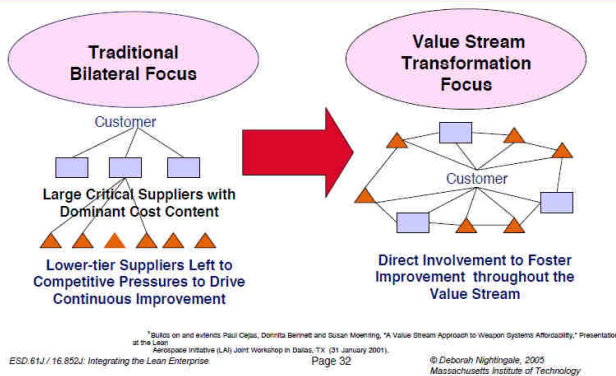 Traditional
Bilateral Focus
Value Stream
Transformation
Focus
Customer
Large Critical Suppliers with
Dominant Cost Content
Lower-tier Suppliers Left to
Competitive Pressures to Drive
Continuous Improvement
Customer
Direct Involvement to Foster
Improvement throughout the
Value Stream
*Builds on and extends Paul Cejas, Donnita Bennett and Susan Moehring, "A Value Stream Approach to Weapon Systems Affordability," Presentation
at the Lean
Aerospace Initiative (LAI) Joint Workshop in Dallas, TX (31 January 2001).
ESD.61J / 16.852J: Integrating the Lean Enterprise
Page 32
© Deborah Nightingale, 2005
Massachusetts Institute of Technology